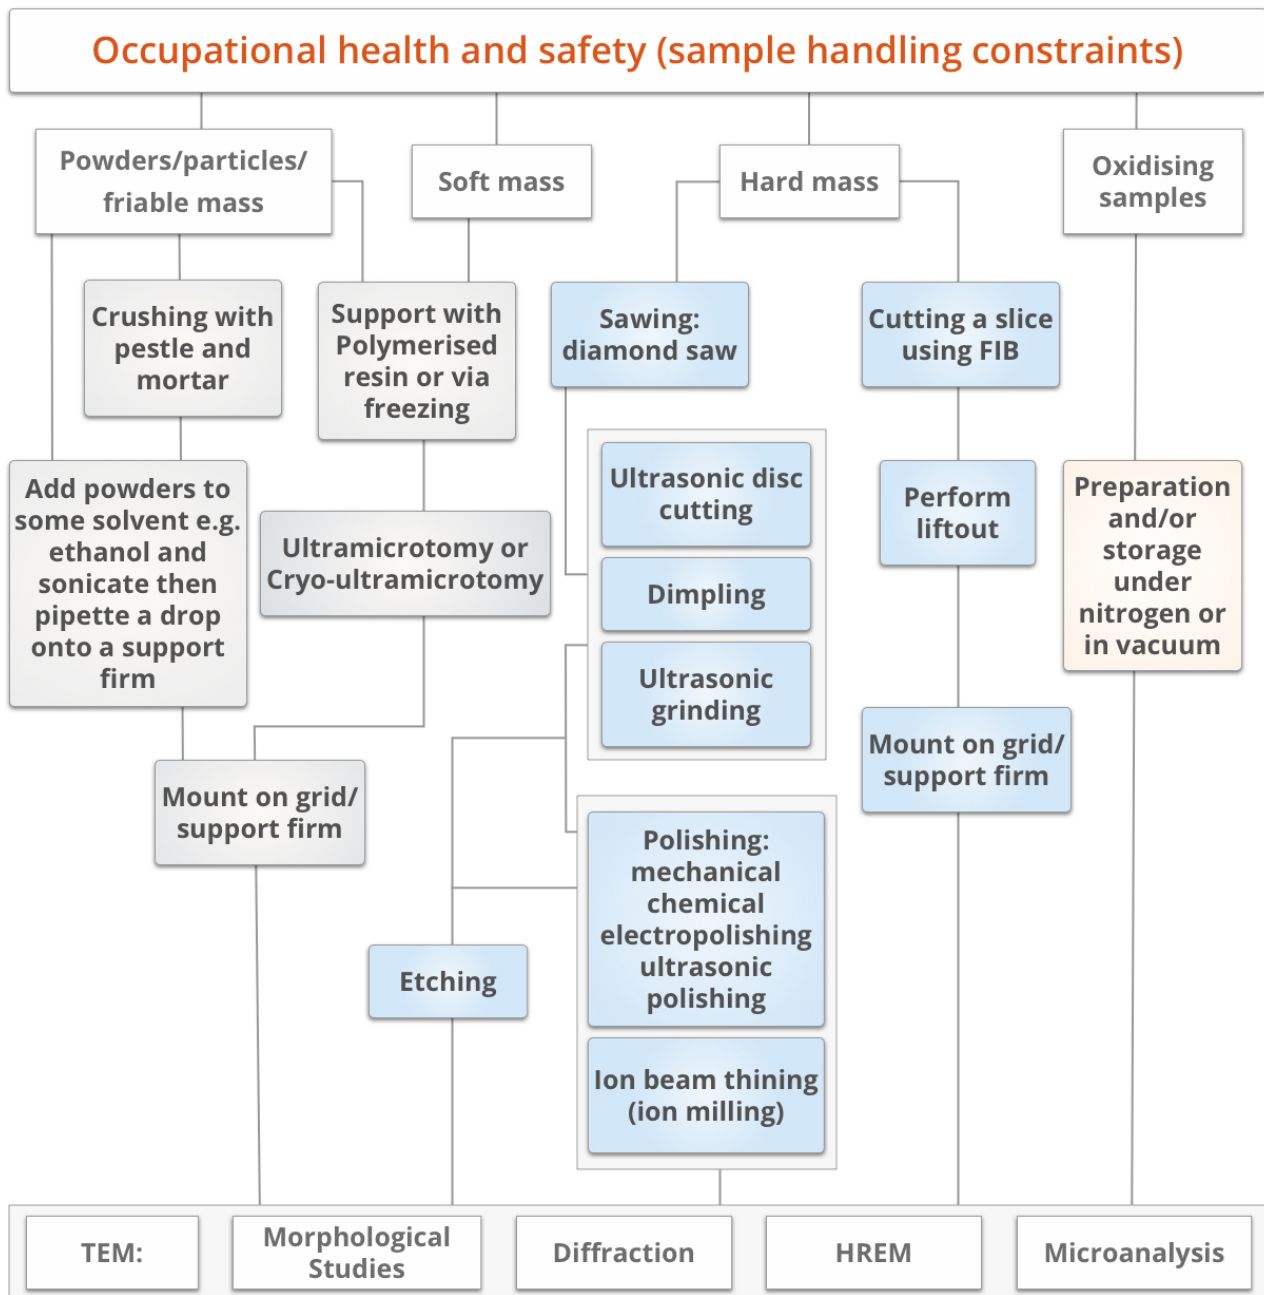 Occupational health and safety (sample handling constraints)
Powders/particles/
friable mass
Soft mass
Hard mass
Oxidising
samples
Crushing with
pestle and
mortar
Support with
Polymerised
resin or via
freezing
Sawing:
diamond saw
Cutting a slice
using FIB
Add powders to
some solvent e.g.
ethanol and
sonicate then
pipette a drop
onto a support
firm
Ultramicrotomy or
Cryo-ultramicrotomy
Ultrasonic disc
cutting
Dimpling
Ultrasonic
grinding
Perform
liftout
Preparation
and/or
storage
under
nitrogen or
in vacuum
Mount on grid/
support firm
Mount on grid/
support firm
Polishing:
mechanical
chemical
electropolishing
ultrasonic
polishing
Etching
Ion beam thining
(ion milling)
TEM:
Morphological
Studies
Diffraction
HREM
Microanalysis